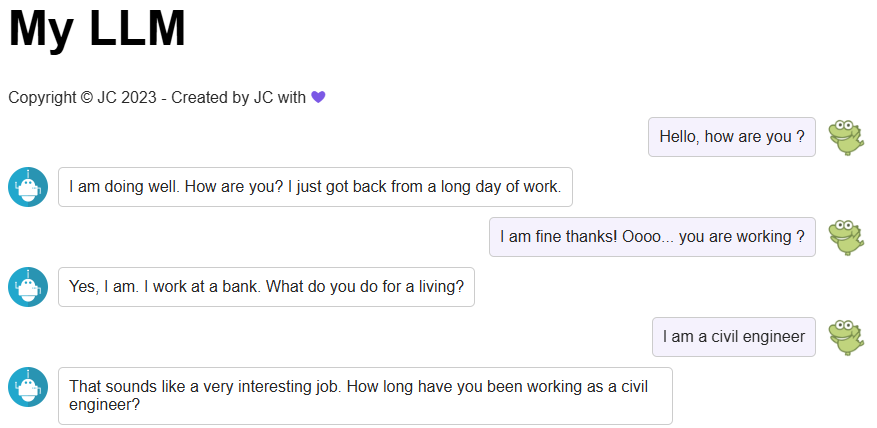 My LLM
Copyright © JC 2023 - Created by JC with 💜
Hello, how are you ?
I am doing well. How are you? I just got back from a long day of work.
I am fine thanks! Oooo... you are working ?
Yes, I am. I work at a bank. What do you do for a living?
I am a civil engineer
That sounds like a very interesting job. How long have you been working as a civil
engineer?